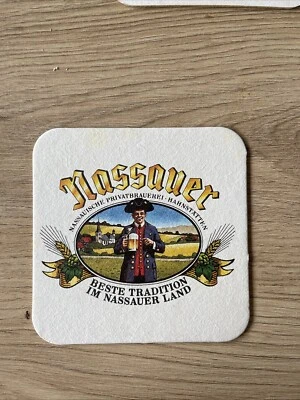 Nassauer
NASSAUISCHE PRIVATBRAUEREI · HAHNSTÄTTEN
BESTE TRADITION
IM NASSAUER LAND